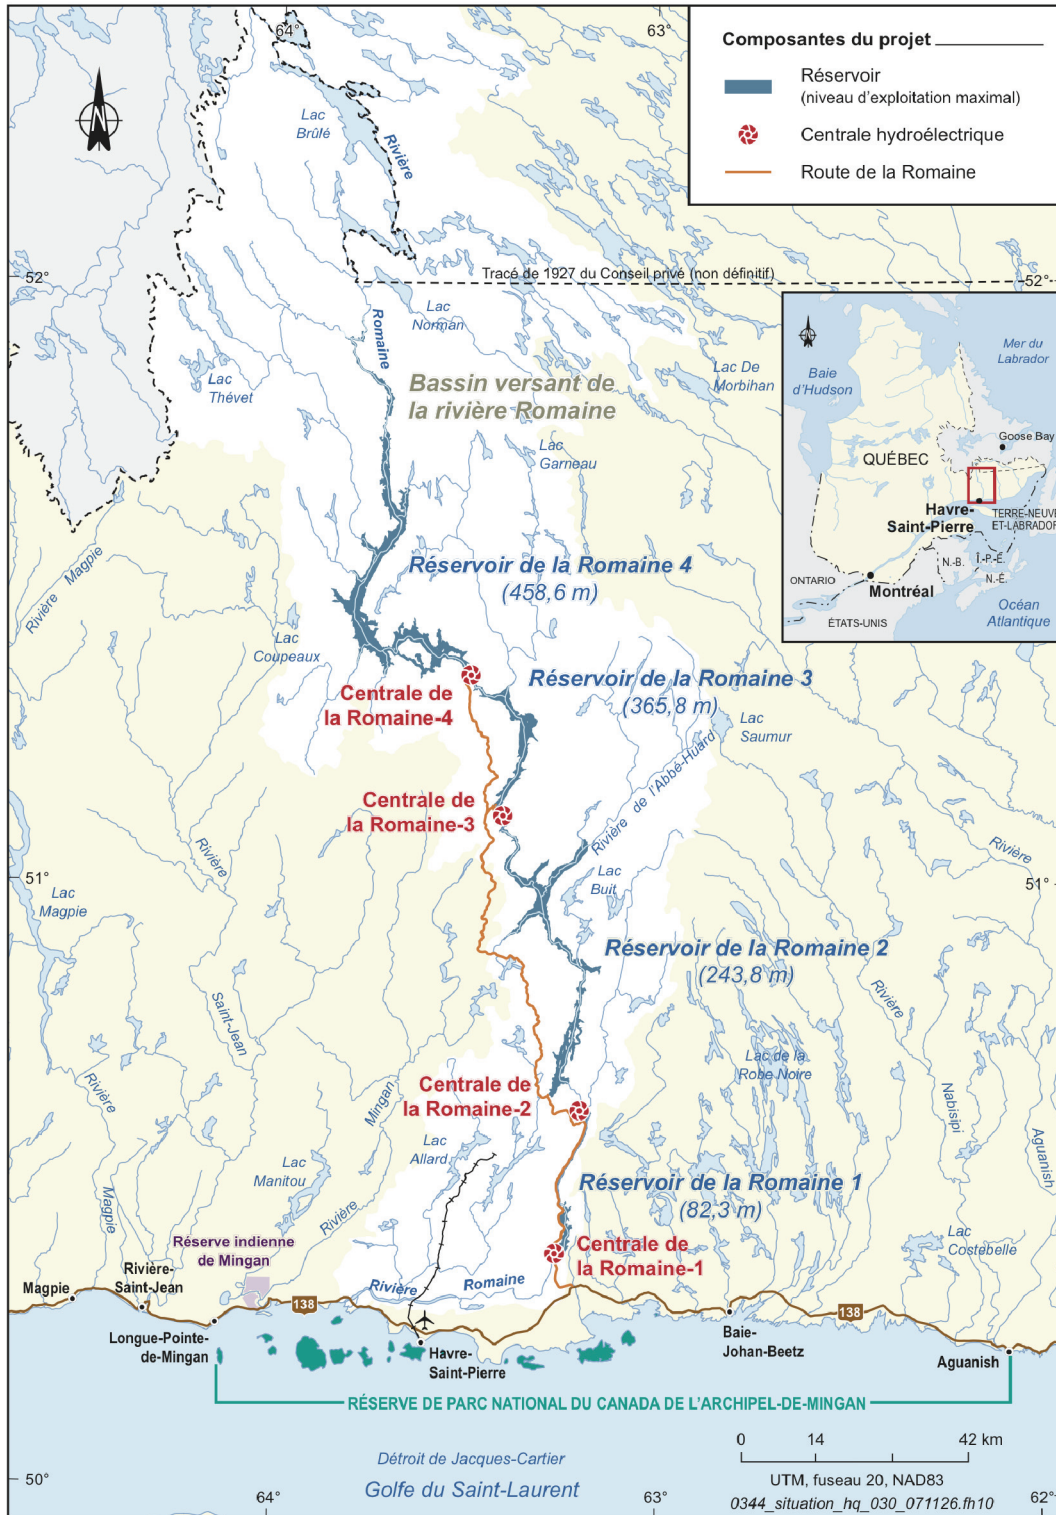 64°
63°
Composantes du projet
Réservoir
(niveau d'exploitation maximal)
Centrale hydroélectrique
Route de la Romaine
Lac
Brûlé
Rivière
52°
Tracé de 1927 du Conseil privé (non définitif)
52°
Lac
Norman
Romaine
Lac
Thévet
Bassin versant de
la rivière Romaine
Lac De
Morbihan
Lac
Garneau
Mer du
Labrador
Baie
d'Hudson
Goose Bay
QUÉBEC
Havre-
Saint-Pierre
TERRE-NEUVE
ET-LABRADOR
N.-B.
Î.-P.-É.
N.-É.
ONTARIO
Montréal
ÉTATS-UNIS
Océan
Atlantique
Rivière Magpie
Réservoir de la Romaine 4
(458,6 m)
Lac
Coupeaux
Centrale de
la Romaine-4
Réservoir de la Romaine 3
(365,8 m)
Lac
Saumur
Centrale de
la Romaine-3
Rivière de l'Abbé-Huard
Rivière
Rivière
51°
51°
Lac
Magpie
Lac
Buit
Réservoir de la Romaine 2
(243,8 m)
Rivière
Saint-Jean
Lac de la
Robe Noire
Centrale de
la Romaine-2
Rivière
Mingan
Nabisipi
Aguanish
Lac
Allard
Lac
Manitou
Réservoir de la Romaine 1
(82,3 m)
Magpie
Rivière
Réserve indienne
de Mingan
Lac
Costebelle
Centrale de
la Romaine-1
Rivière Romaine
Rivière-
Saint-Jean
Magpie
138
138
Longue-Pointe-
de-Mingan
Havre-
Saint-Pierre
Baie-
Johan-Beetz
Aguanish
RÉSERVE DE PARC NATIONAL DU CANADA DE L'ARCHIPEL-DE-MINGAN
Détroit de Jacques-Cartier
Golfe du Saint-Laurent
0 14 42 km
UTM, fuseau 20, NAD83
0344_situation_hq_030_071126.fh10
50°
64°
63°
62°